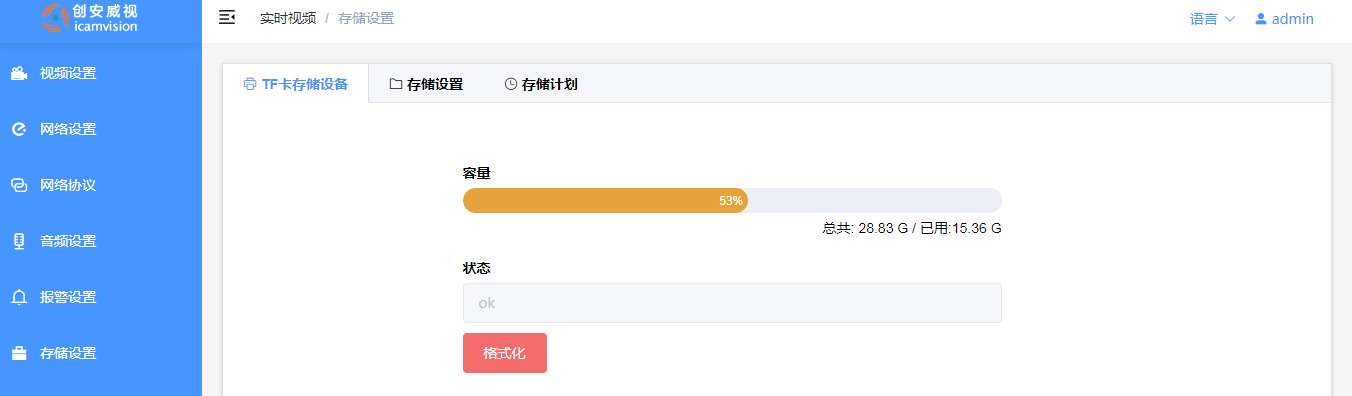 创安威视
icamvision
实时视频 / 存储设置
语言
admin
视频设置
网络设置
网络协议
音频设置
报警设置
存储设置
TF卡存储设备
存储设置
存储计划
容量
53%
总共: 28.83 G / 已用:15.36 G
状态
ok
格式化